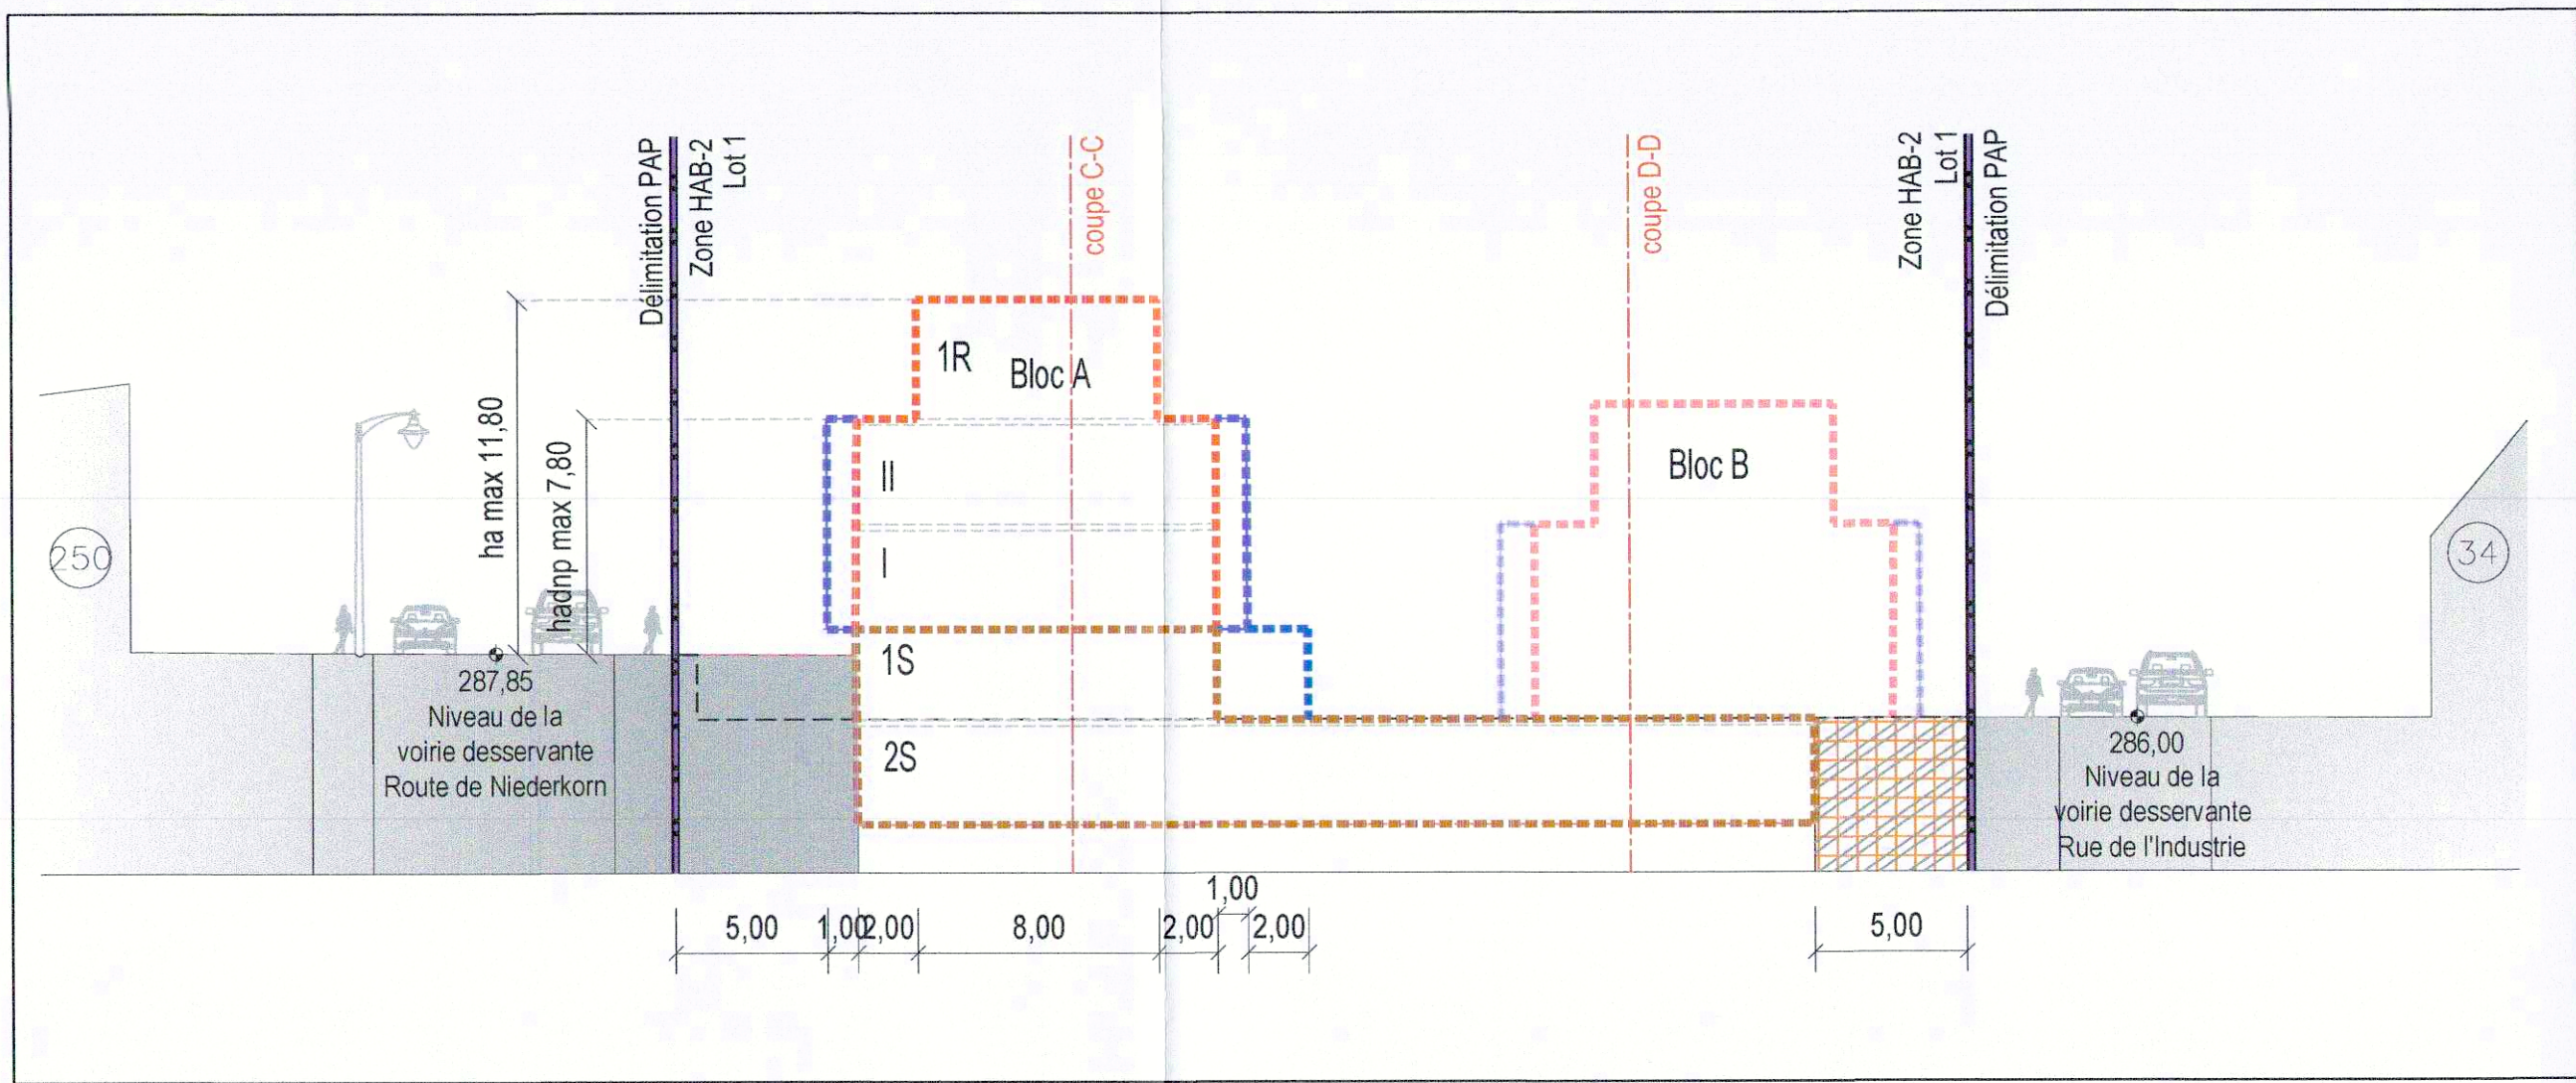 Délimitation PAP
Zone HAB-2
Lot 1
coupe C-C
coupe D-D
Zone HAB-2
Lot 1
Délimitation PAP
1R
Bloc A
ha max 11,80
hadnp max 7,80
II
Bloc B
I
250
34
1S
287,85
Niveau de la
voirie desservante
Route de Niederkorn
2S
286,00
Niveau de la
voirie desservante
Rue de l'Industrie
5,00
1,00
2,00
8,00
2,00
1,00
2,00
5,00